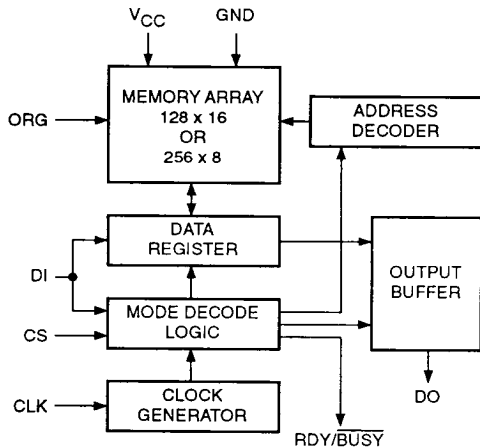 VCC
GND
ORG
MEMORY ARRAY
128 x 16
OR
256 x 8
ADDRESS
DECODER
DATA
REGISTER
DI
OUTPUT
BUFFER
MODE DECODE
LOGIC
CS
CLOCK
GENERATOR
CLK
DO
RDY/BUSY